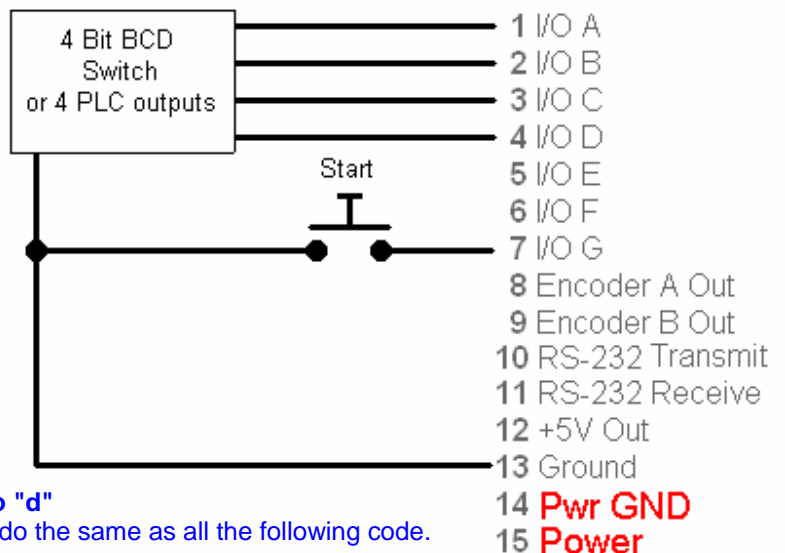 4 Bit BCD
Switch
or 4 PLC outputs
Start
1 I/O A
2 I/O B
3 I/O C
4 I/O D
5 I/O E
6 I/O F
7 I/O G
8 Encoder A Out
9 Encoder B Out
10 RS-232 Transmit
11 RS-232 Receive
12 +5V Out
13 Ground
14 Pwr GND
15 Power
"d"
do the same as all the following code.